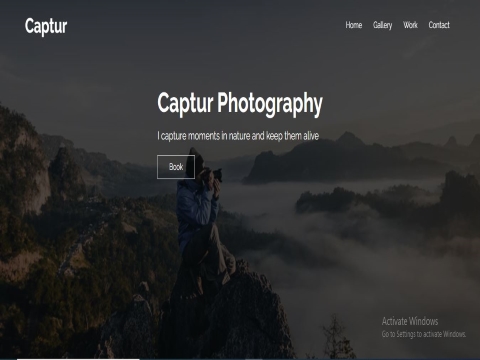 Captur
Home Gallery Work Contact
Captur Photography
I capture moments in nature and keep them alive
Book
Activate Windows
Go to Settings to activate Windows.